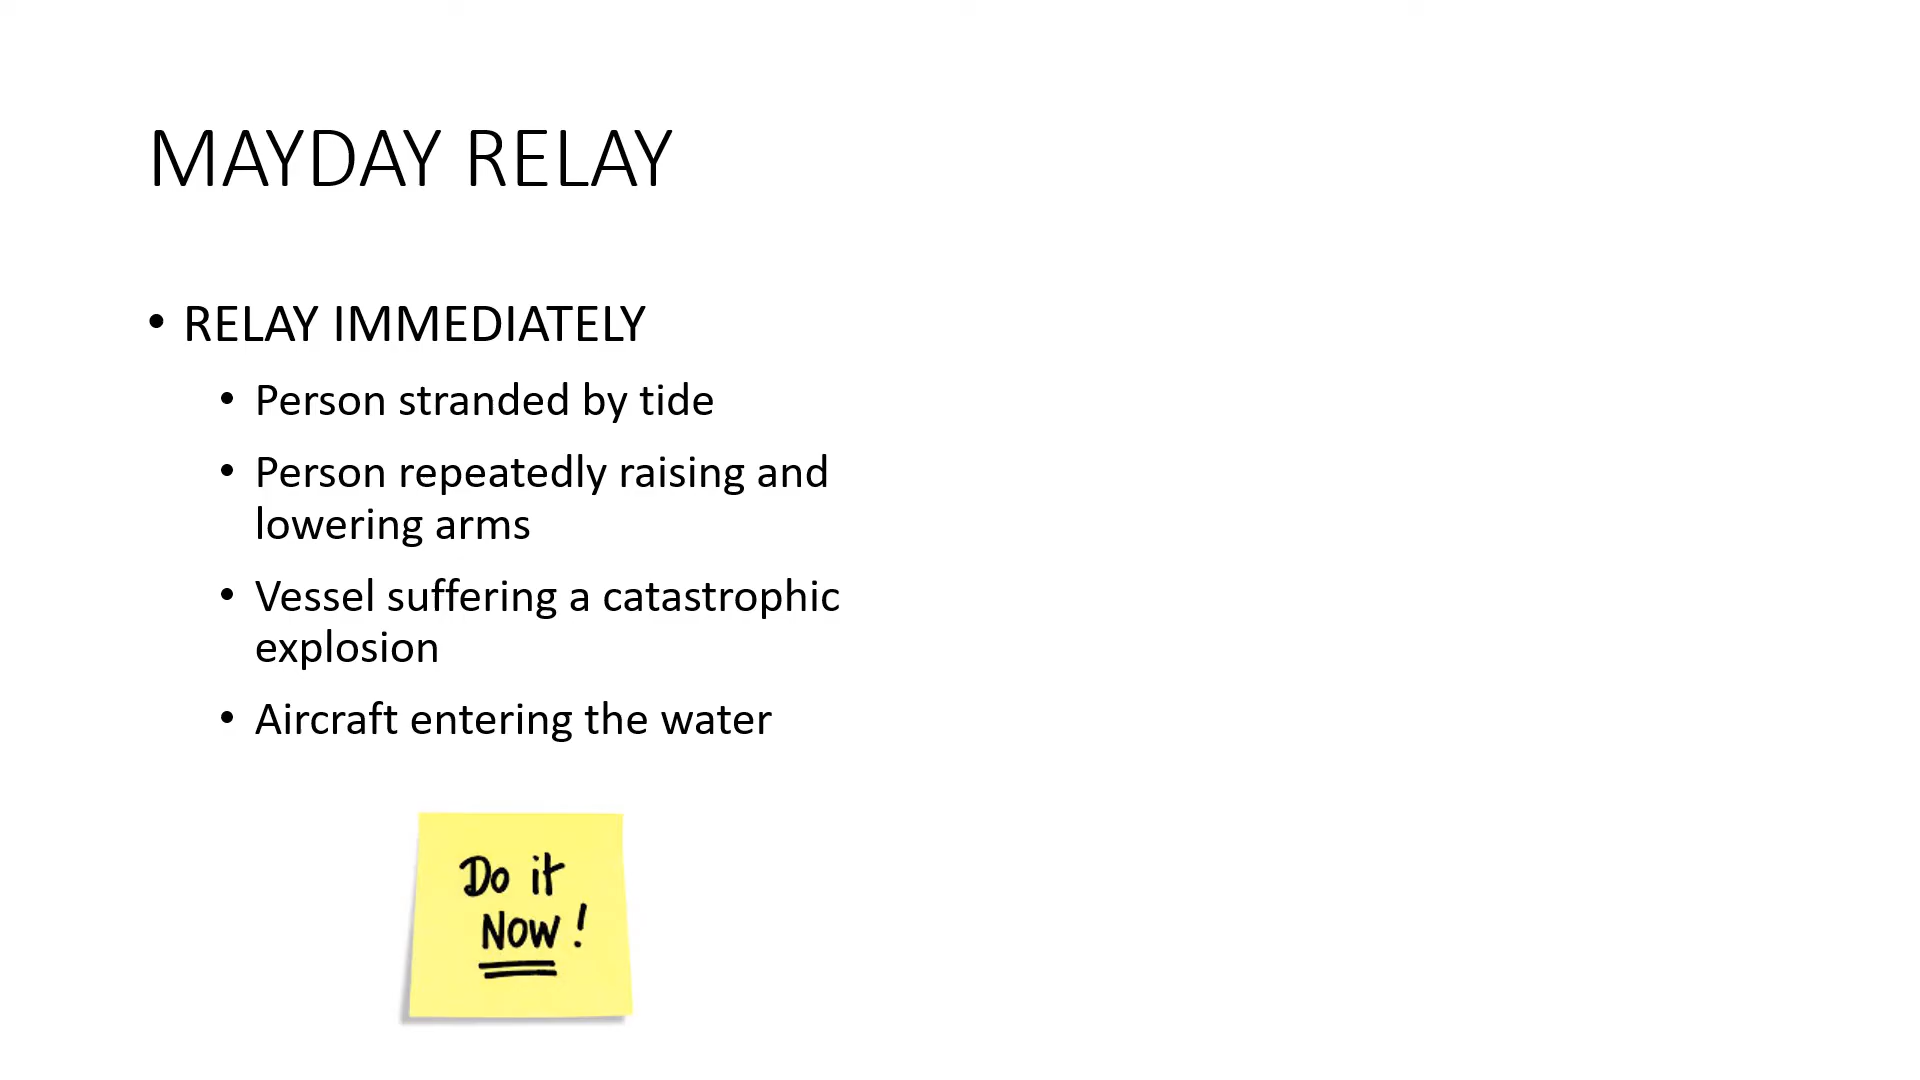 MAYDAY RELAY
• RELAY IMMEDIATELY
• Person stranded by tide
• Person repeatedly raising and
lowering arms
• Vessel suffering a catastrophic
explosion
• Aircraft entering the water
Do it
Now!